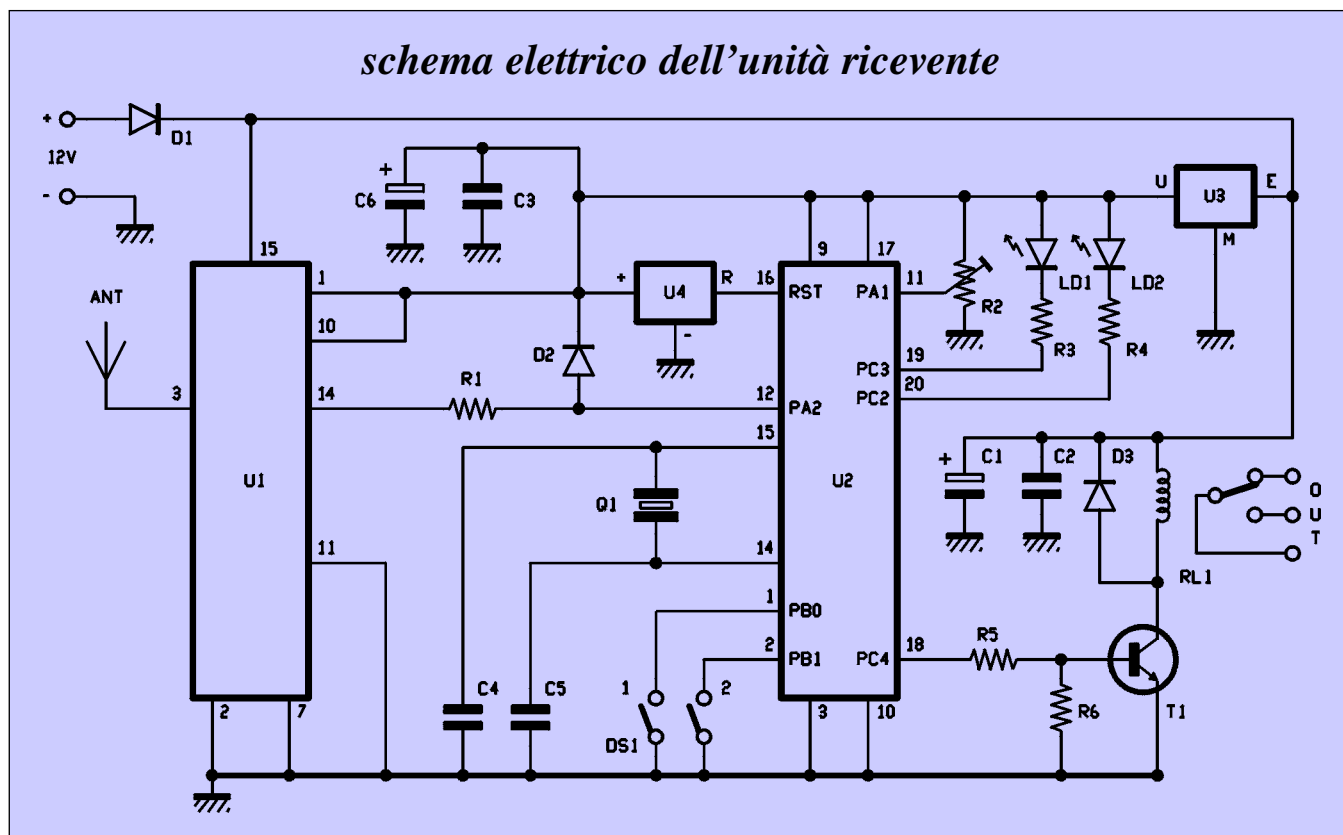 schema elettrico dell'unità ricevente
+
D1
12V
-
+
C6
C3
U
U3
E
M
15
9
17
ANT
1
+
U4
R
16
RST
PA1
11
R2
LD1
LD2
-
10
D2
R3
R4
19
PC3
20
PC2
3
14
R1
12
PA2
15
U1
Q1
U2
+
C1
C2
D3
O
U
T
RL1
11
14
1
PB0
2
PB1
PC4
18
R5
R6
T1
C4
C5
1
2
DS1
2
7
3
10